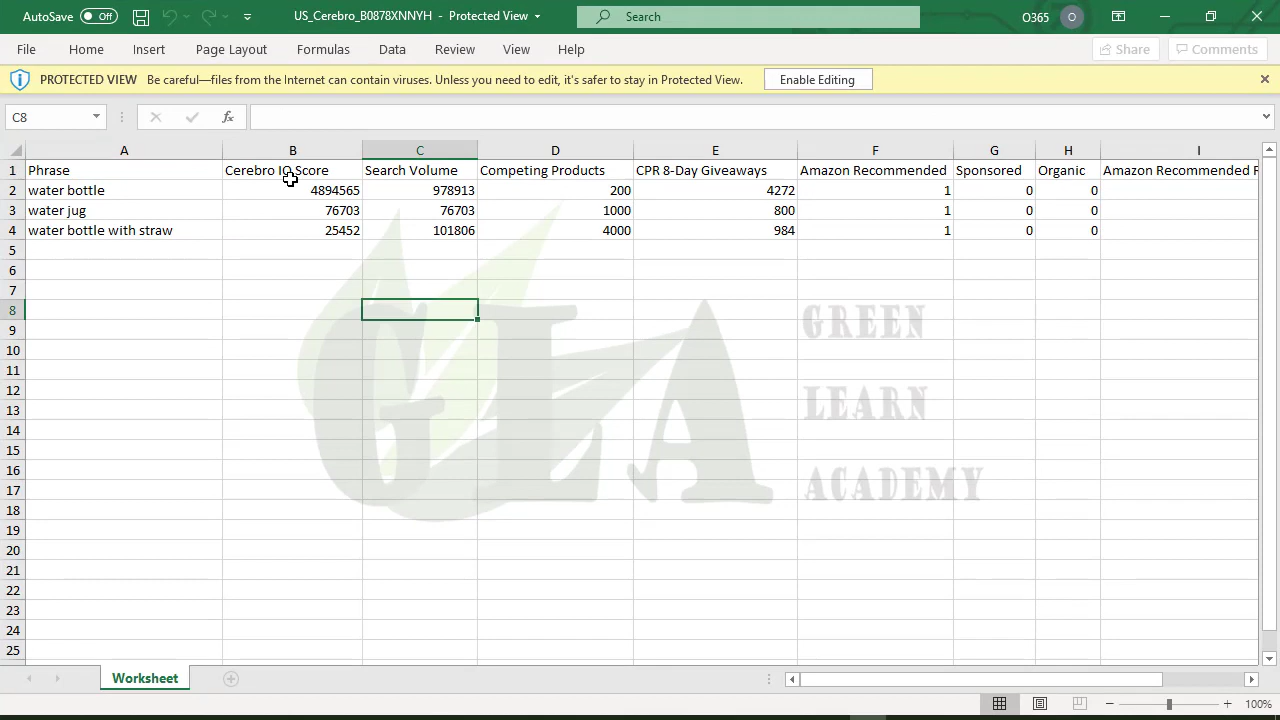 AutoSave Off US_Cerebro_B0878XNNYH - Protected View Search O365 O
File Home Insert Page Layout Formulas Data Review View Help Share Comments
PROTECTED VIEW Be careful—files from the Internet can contain viruses. Unless you need to edit, it's safer to stay in Protected View. Enable Editing
C8 fx
A B C D E F G H I
1 Phrase Cerebro IQ Score Search Volume Competing Products CPR 8-Day Giveaways Amazon Recommended Sponsored Organic Amazon Recommended R
2 water bottle 4894565 978913 200 4272 1 0 0
3 water jug 76703 76703 1000 800 1 0 0
4 water bottle with straw 25452 101806 4000 984 1 0 0
5
6
7
8
9
10
11
12
13
14
15
16
17
18
19
20
21
22
23
24
25
GLA
GREEN
LEARN
ACADEMY
Worksheet
100%